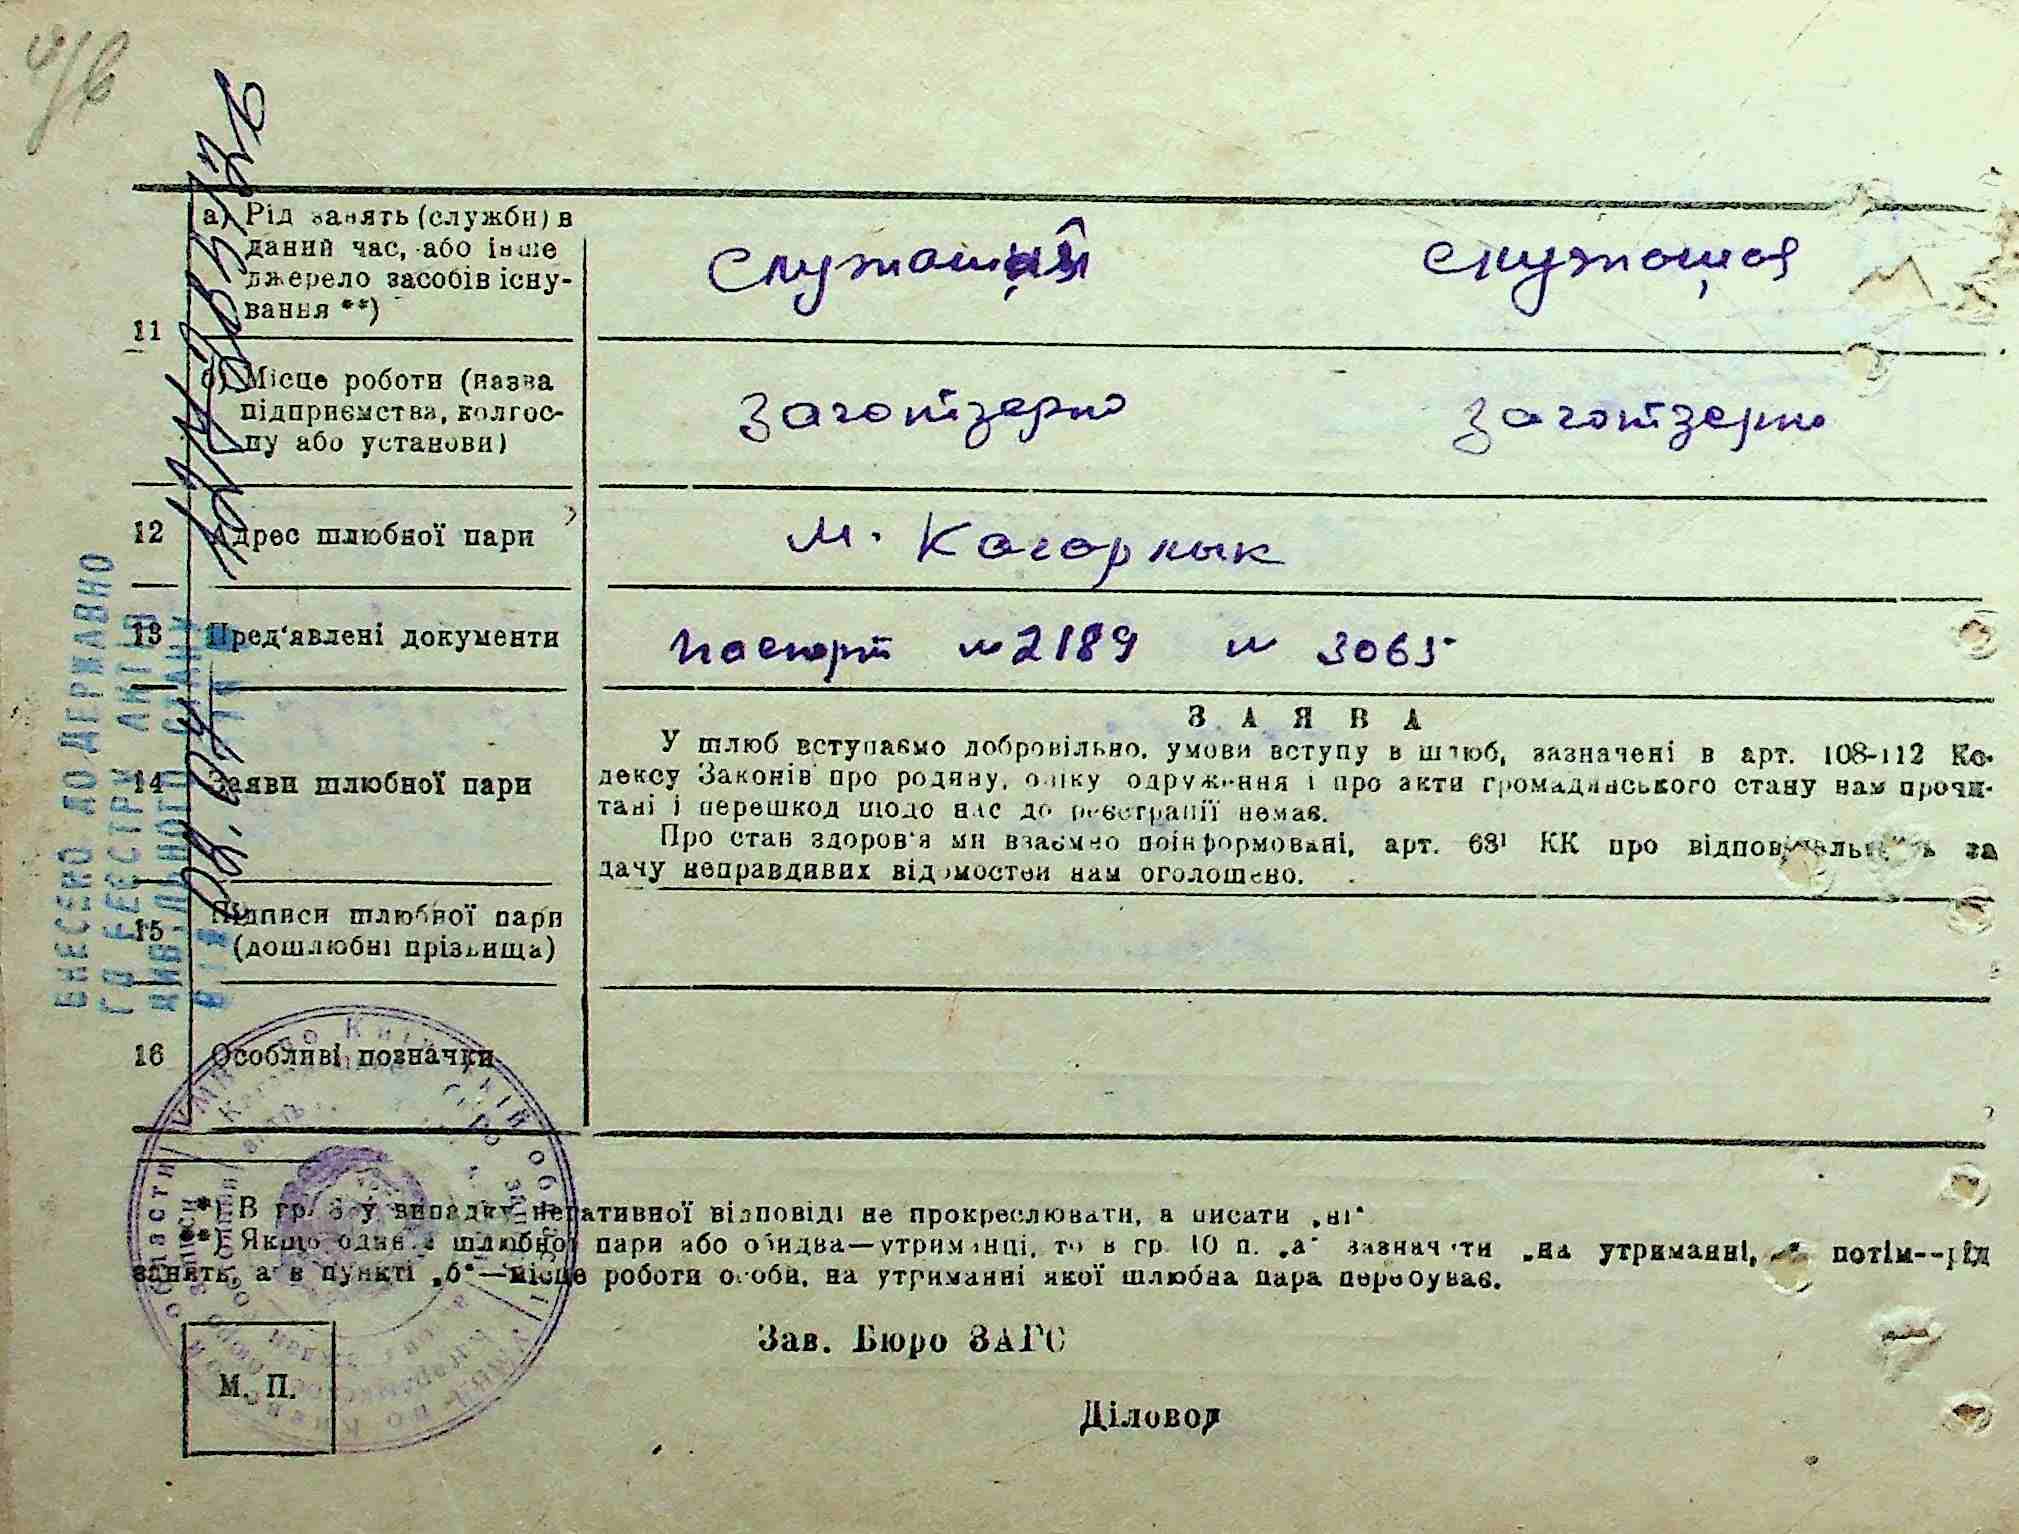 а) Рід занять (служби) в
даний час, або інше
джерело засобів існу-
вання **)
служащий служащая
11
б) Місце роботи (назва
підприємства, колгос-
пу або установи)
Заготзерно Заготзерно
12 Адрес шлюбної пари
м. Кагорлык
13 Пред'явлені документи
паспорт № 2189 № 3065
14 Заяви шлюбної пари
ЗАЯВА
У шлюб вступаємо добровільно, умови вступу в шлюб, зазначені в арт. 108-112 Ко-
дексу Законів про родину, опіку одруження і про акти громадянського стану нам прочи-
тані і перешкод щодо нас до реєстрації немає.
Про стан здоров'я ми взаємно поінформовані, арт. 68¹ КК про відповідальність за
дачу неправдивих відомостей нам оголошено.
15 Підписи шлюбної пари
(дошлюбні прізвища)
16 Особливі позначки
*) В гр. 8 у випадку негативної відповіді не прокреслювати, а писати „ні“
**) Якщо одне з шлюбної пари або обидва—утриманці, то в гр. 10 п. „а“ зазначити „на утриманні, а потім--рід
занять, а в пункті „б“—місце роботи особи, на утриманні якої шлюбна пара перебуває.
Зав. Бюро ЗАГС
Діловод
М. П.
ВНЕСЕНО ДО ДЕРЖАВНО
ГО РЕЄСТРУ АКТІВ
ЦИВІЛЬНОГО СТАНУ